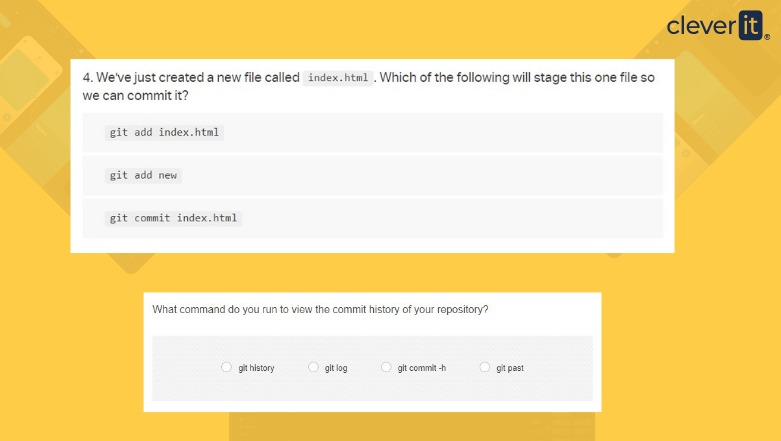 cleverit®
4. We've just created a new file called index.html. Which of the following will stage this one file so
we can commit it?
git add index.html
git add new
git commit index.html
What command do you run to view the commit history of your repository?
git history git log git commit -h git past